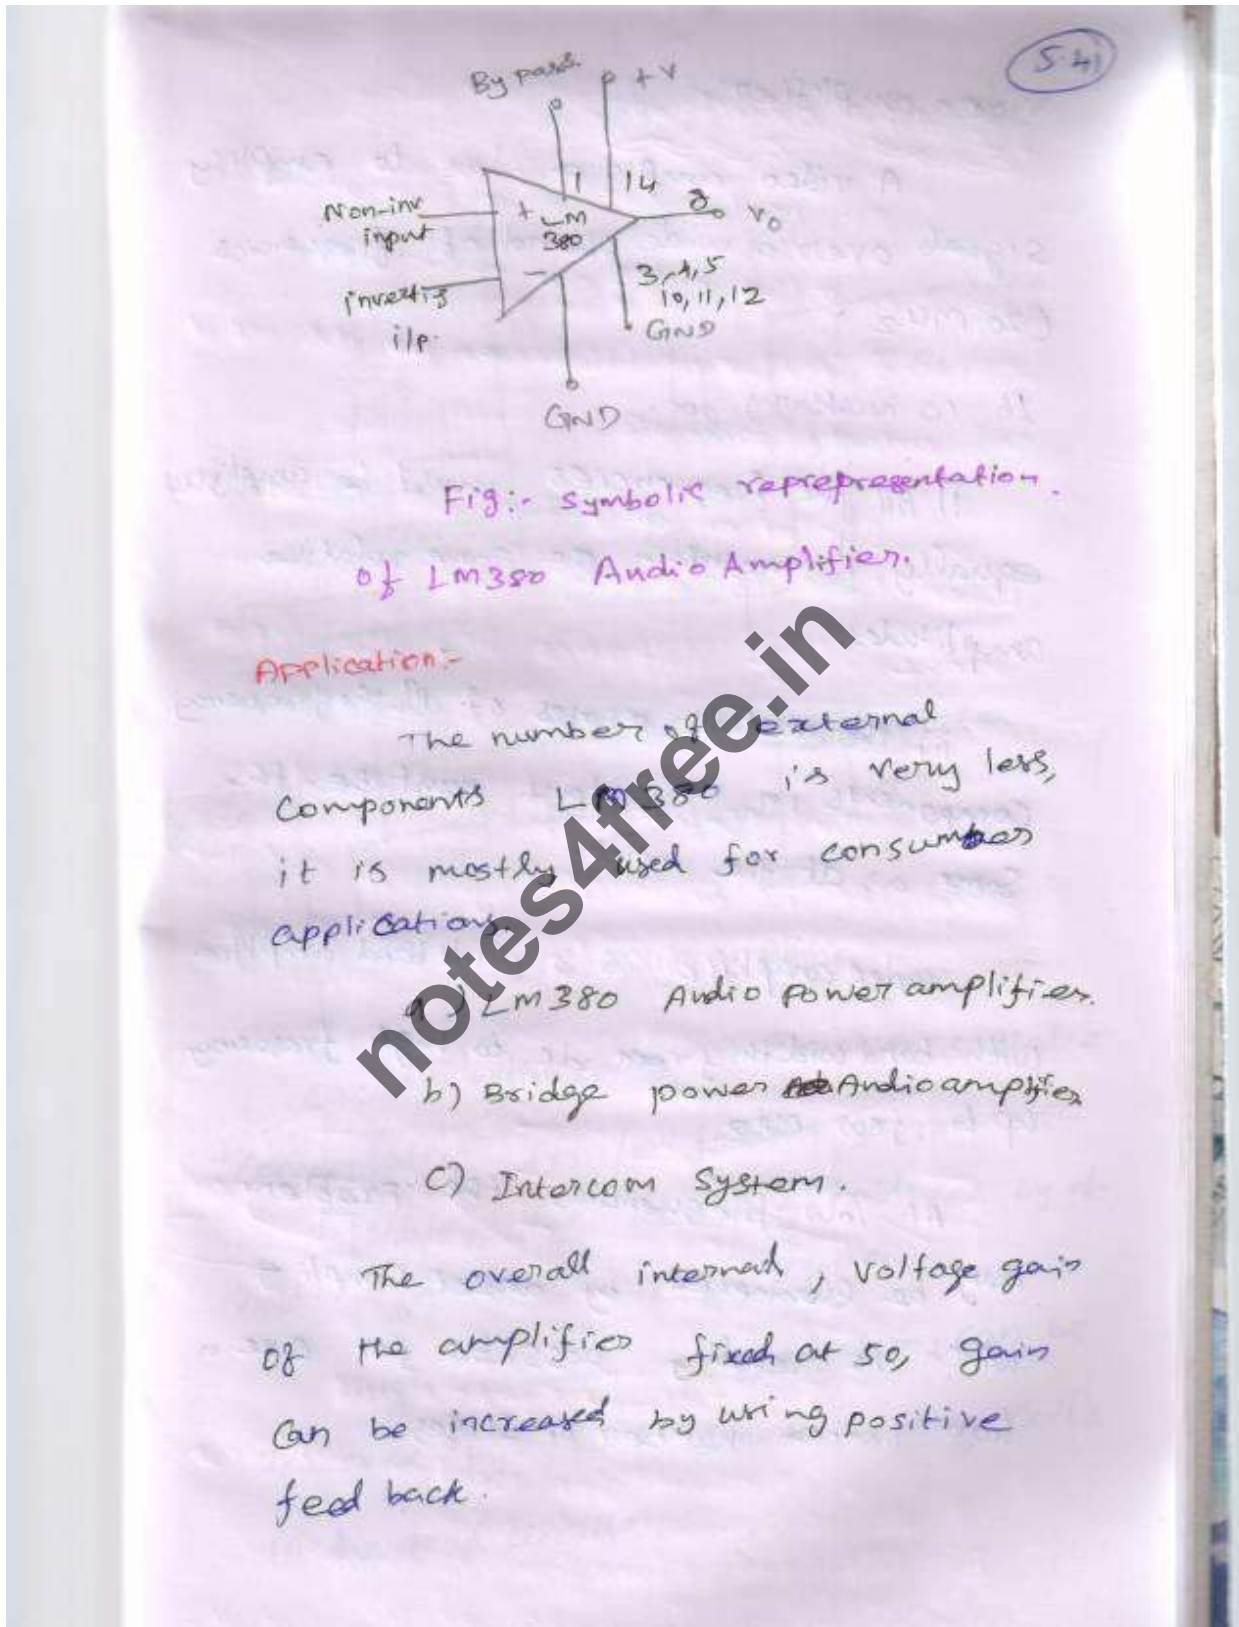 5.41
By pass
+V
1
14
Non-inv
input
+
LM
380
8
V0
-
inverting
i/p.
3,4,5
10,11,12
GND
GND
Fig:- symbolic reprepresentation.
of LM380 Audio Amplifier.
Application:-
The number of external
components LM380 is very less,
it is mostly used for consumer
applications.
a) LM380 Audio power amplifier.
b) Bridge power Audio amplifier
c) Intercom system.
The overall internal, voltage gain
of the amplifier fixed at 50, gain
can be increased by using positive
feed back.
notes4free.in